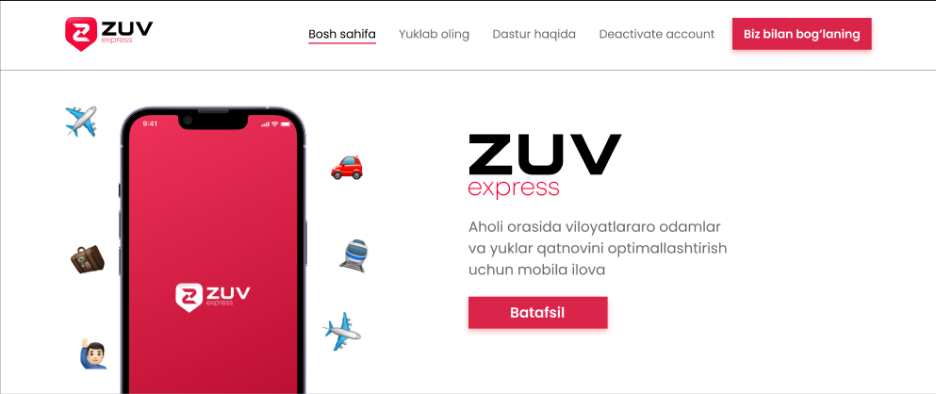 ZUV
express
Bosh sahifa
Yuklab oling
Dastur haqida
Deactivate account
Biz bilan bog‘laning
9:41
ZUV
express
ZUV
express
Aholi orasida viloyatlararo odamlar
va yuklar qatnovini optimallashtirish
uchun mobila ilova
Batafsil